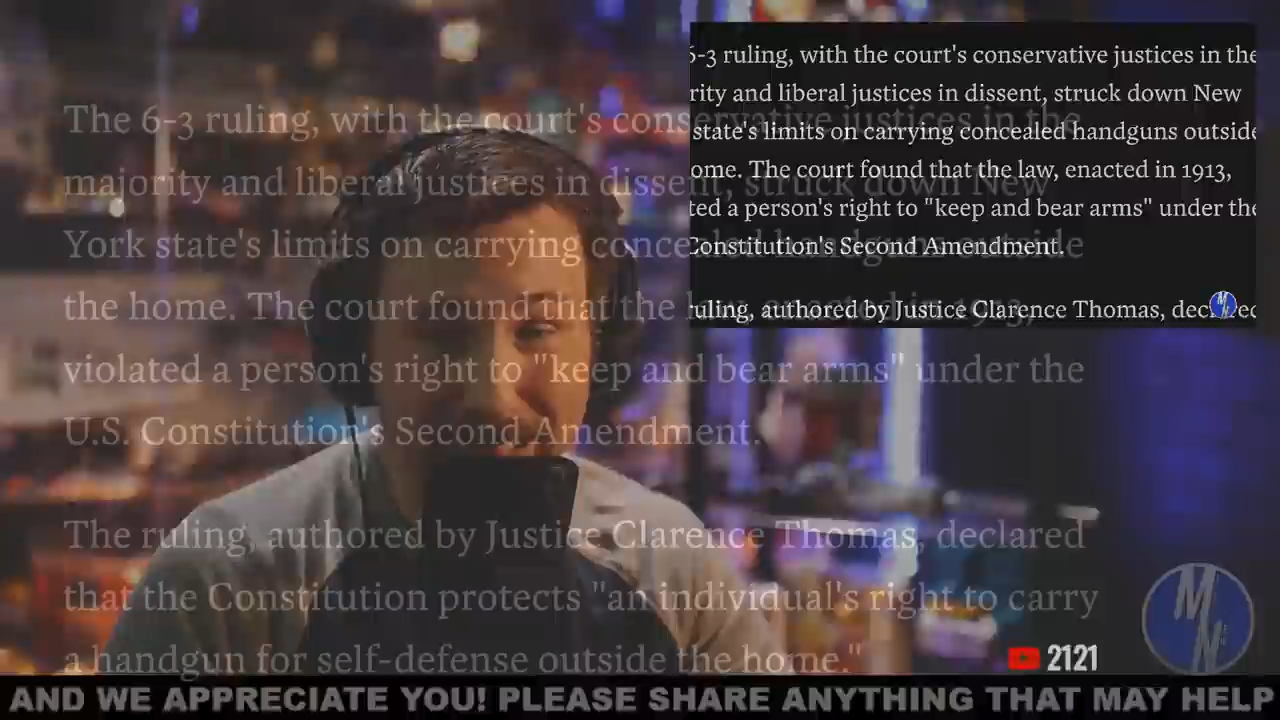 The 6-3 ruling, with the court's conservative justices in the
majority and liberal justices in dissent, struck down New
York state's limits on carrying concealed handguns outside
the home. The court found that the law, enacted in 1913,
violated a person's right to "keep and bear arms" under the
U.S. Constitution's Second Amendment.
The ruling, authored by Justice Clarence Thomas, declared
that the Constitution protects "an individual's right to carry
a handgun for self-defense outside the home."
6-3 ruling, with the court's conservative justices in the
rity and liberal justices in dissent, struck down New
state's limits on carrying concealed handguns outside
ome. The court found that the law, enacted in 1913,
ted a person's right to "keep and bear arms" under the
Constitution's Second Amendment.
ruling, authored by Justice Clarence Thomas, declared
2121
AND WE APPRECIATE YOU! PLEASE SHARE ANYTHING THAT MAY HELP